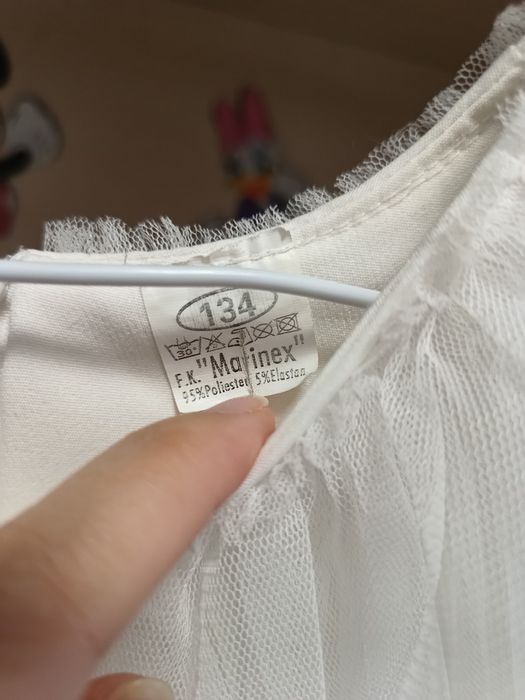 134
30°
F.K. "Marinex"
95%Poliester 5%Elastan